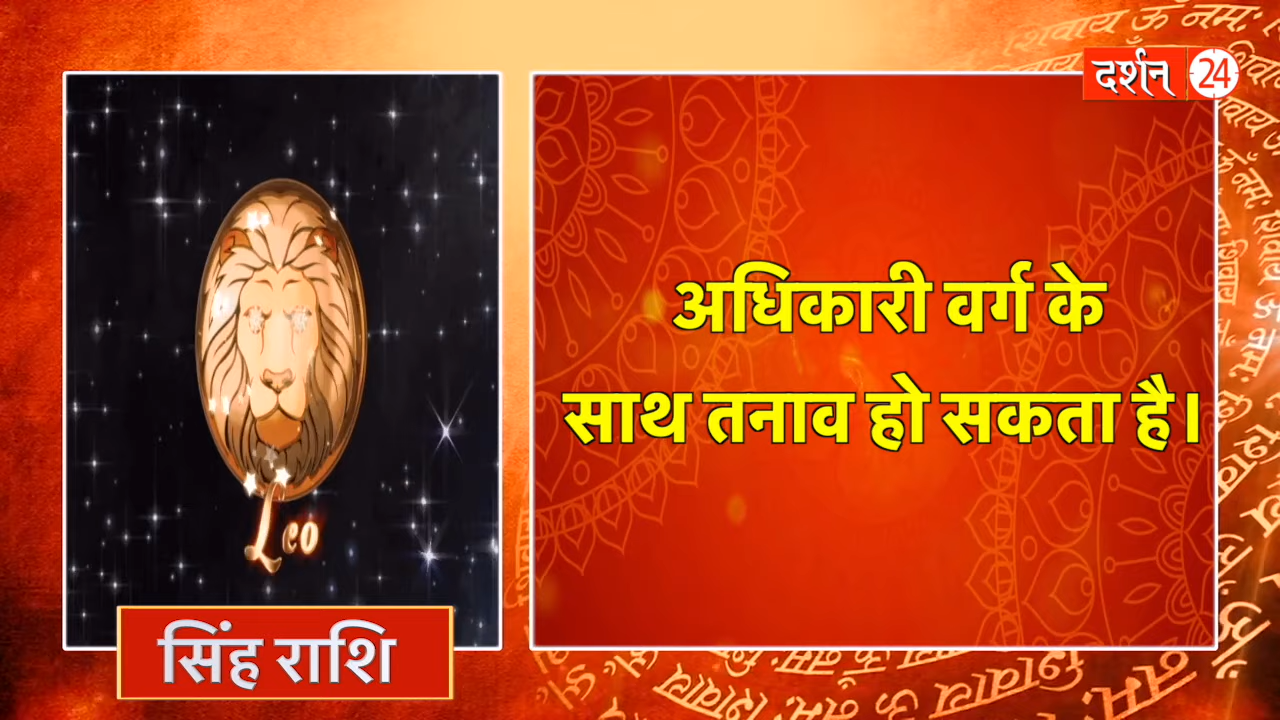 दर्शन 24
अधिकारी वर्ग के
साथ तनाव हो सकता है।
Leo
सिंह राशि